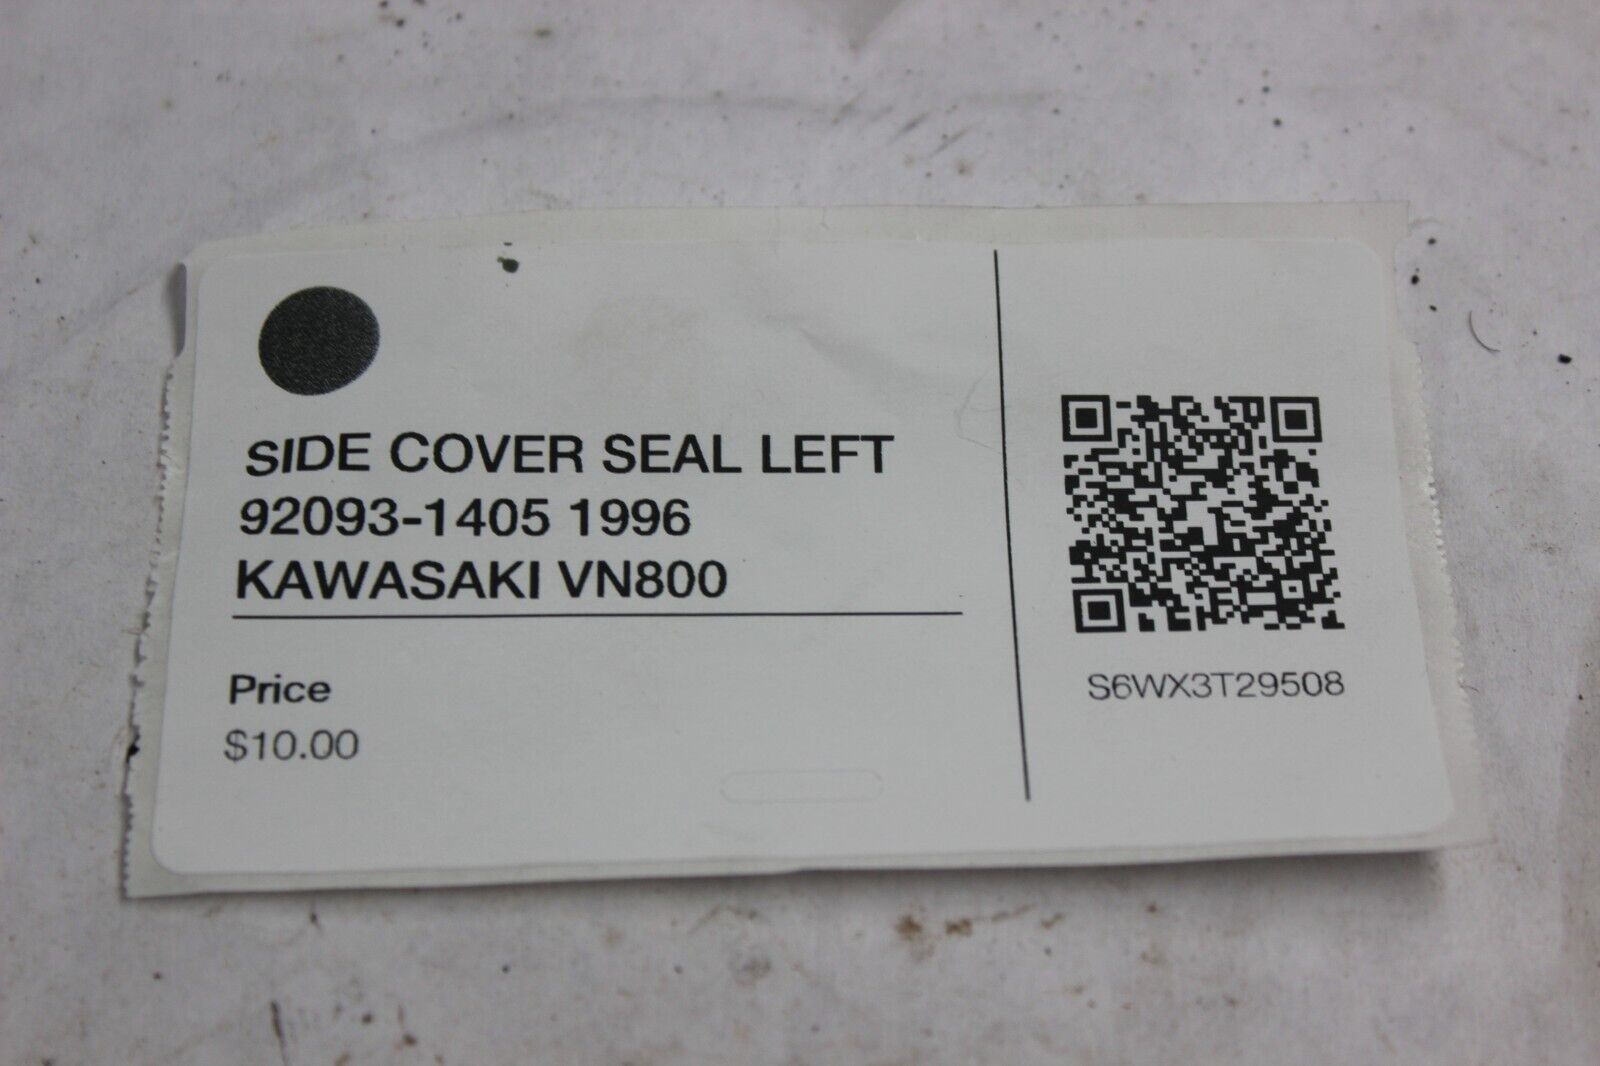 SIDE COVER SEAL LEFT
92093-1405 1996
KAWASAKI VN800
Price
$10.00
S6WX3T29508